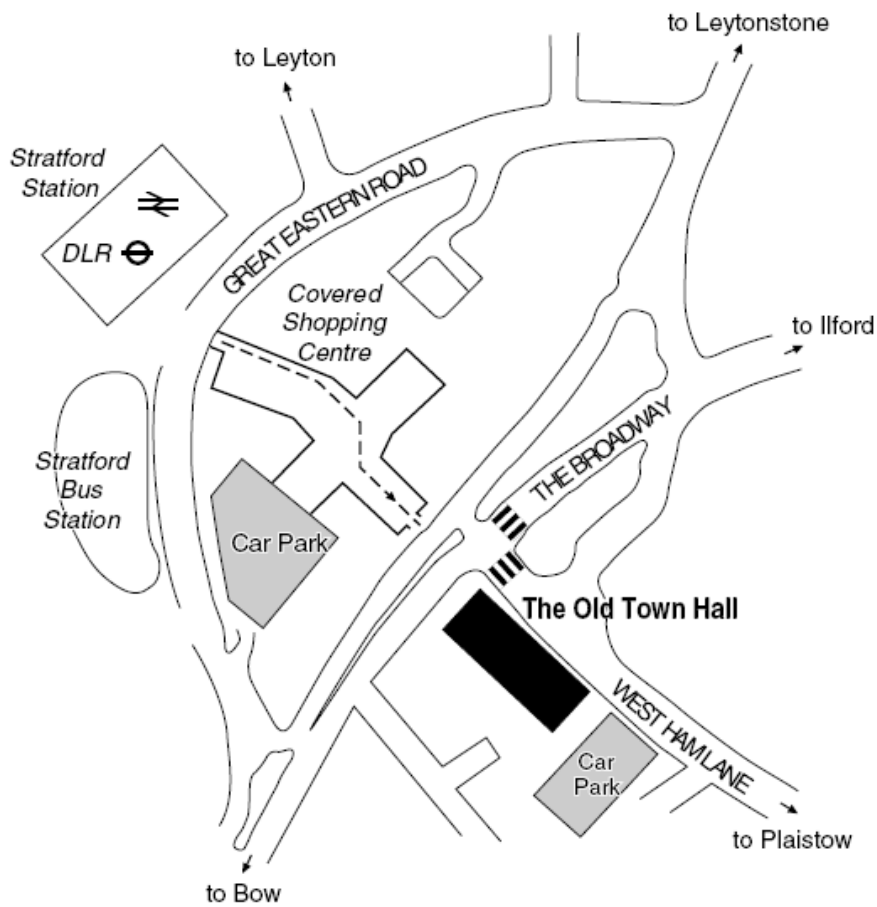 to Leytonstone
to Leyton
Stratford
Station
DLR
GREAT EASTERN ROAD
Covered
Shopping
Centre
to Ilford
THE BROADWAY
Stratford
Bus
Station
Car Park
The Old Town Hall
WEST HAM LANE
Car
Park
to Plaistow
to Bow